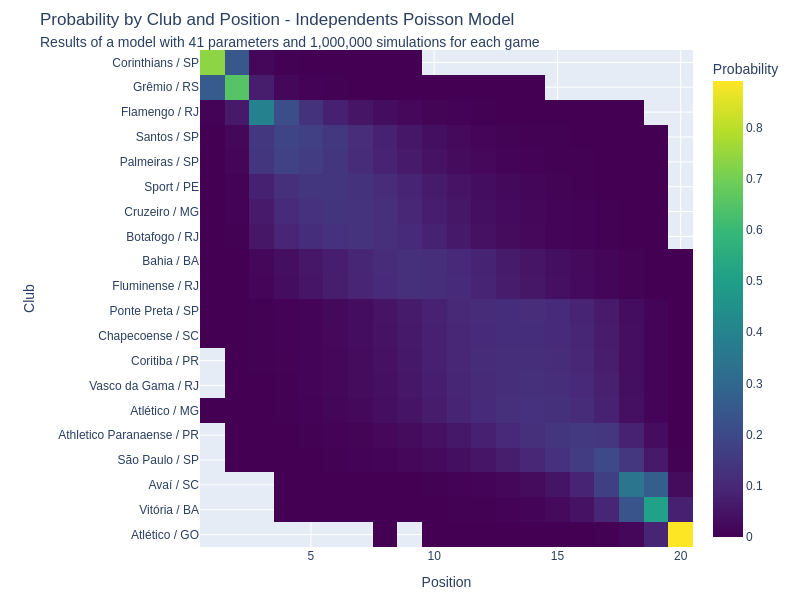 Probability by Club and Position - Independents Poisson Model
Results of a model with 41 parameters and 1,000,000 simulations for each game
Probability
Corinthians / SP
Grêmio / RS
Flamengo / RJ
Santos / SP
Palmeiras / SP
Sport / PE
Cruzeiro / MG
Botafogo / RJ
Bahia / BA
Fluminense / RJ
Ponte Preta / SP
Chapecoense / SC
Coritiba / PR
Vasco da Gama / RJ
Atlético / MG
Athletico Paranaense / PR
São Paulo / SP
Avaí / SC
Vitória / BA
Atlético / GO
Club
5
10
15
20
Position
0.8
0.7
0.6
0.5
0.4
0.3
0.2
0.1
0